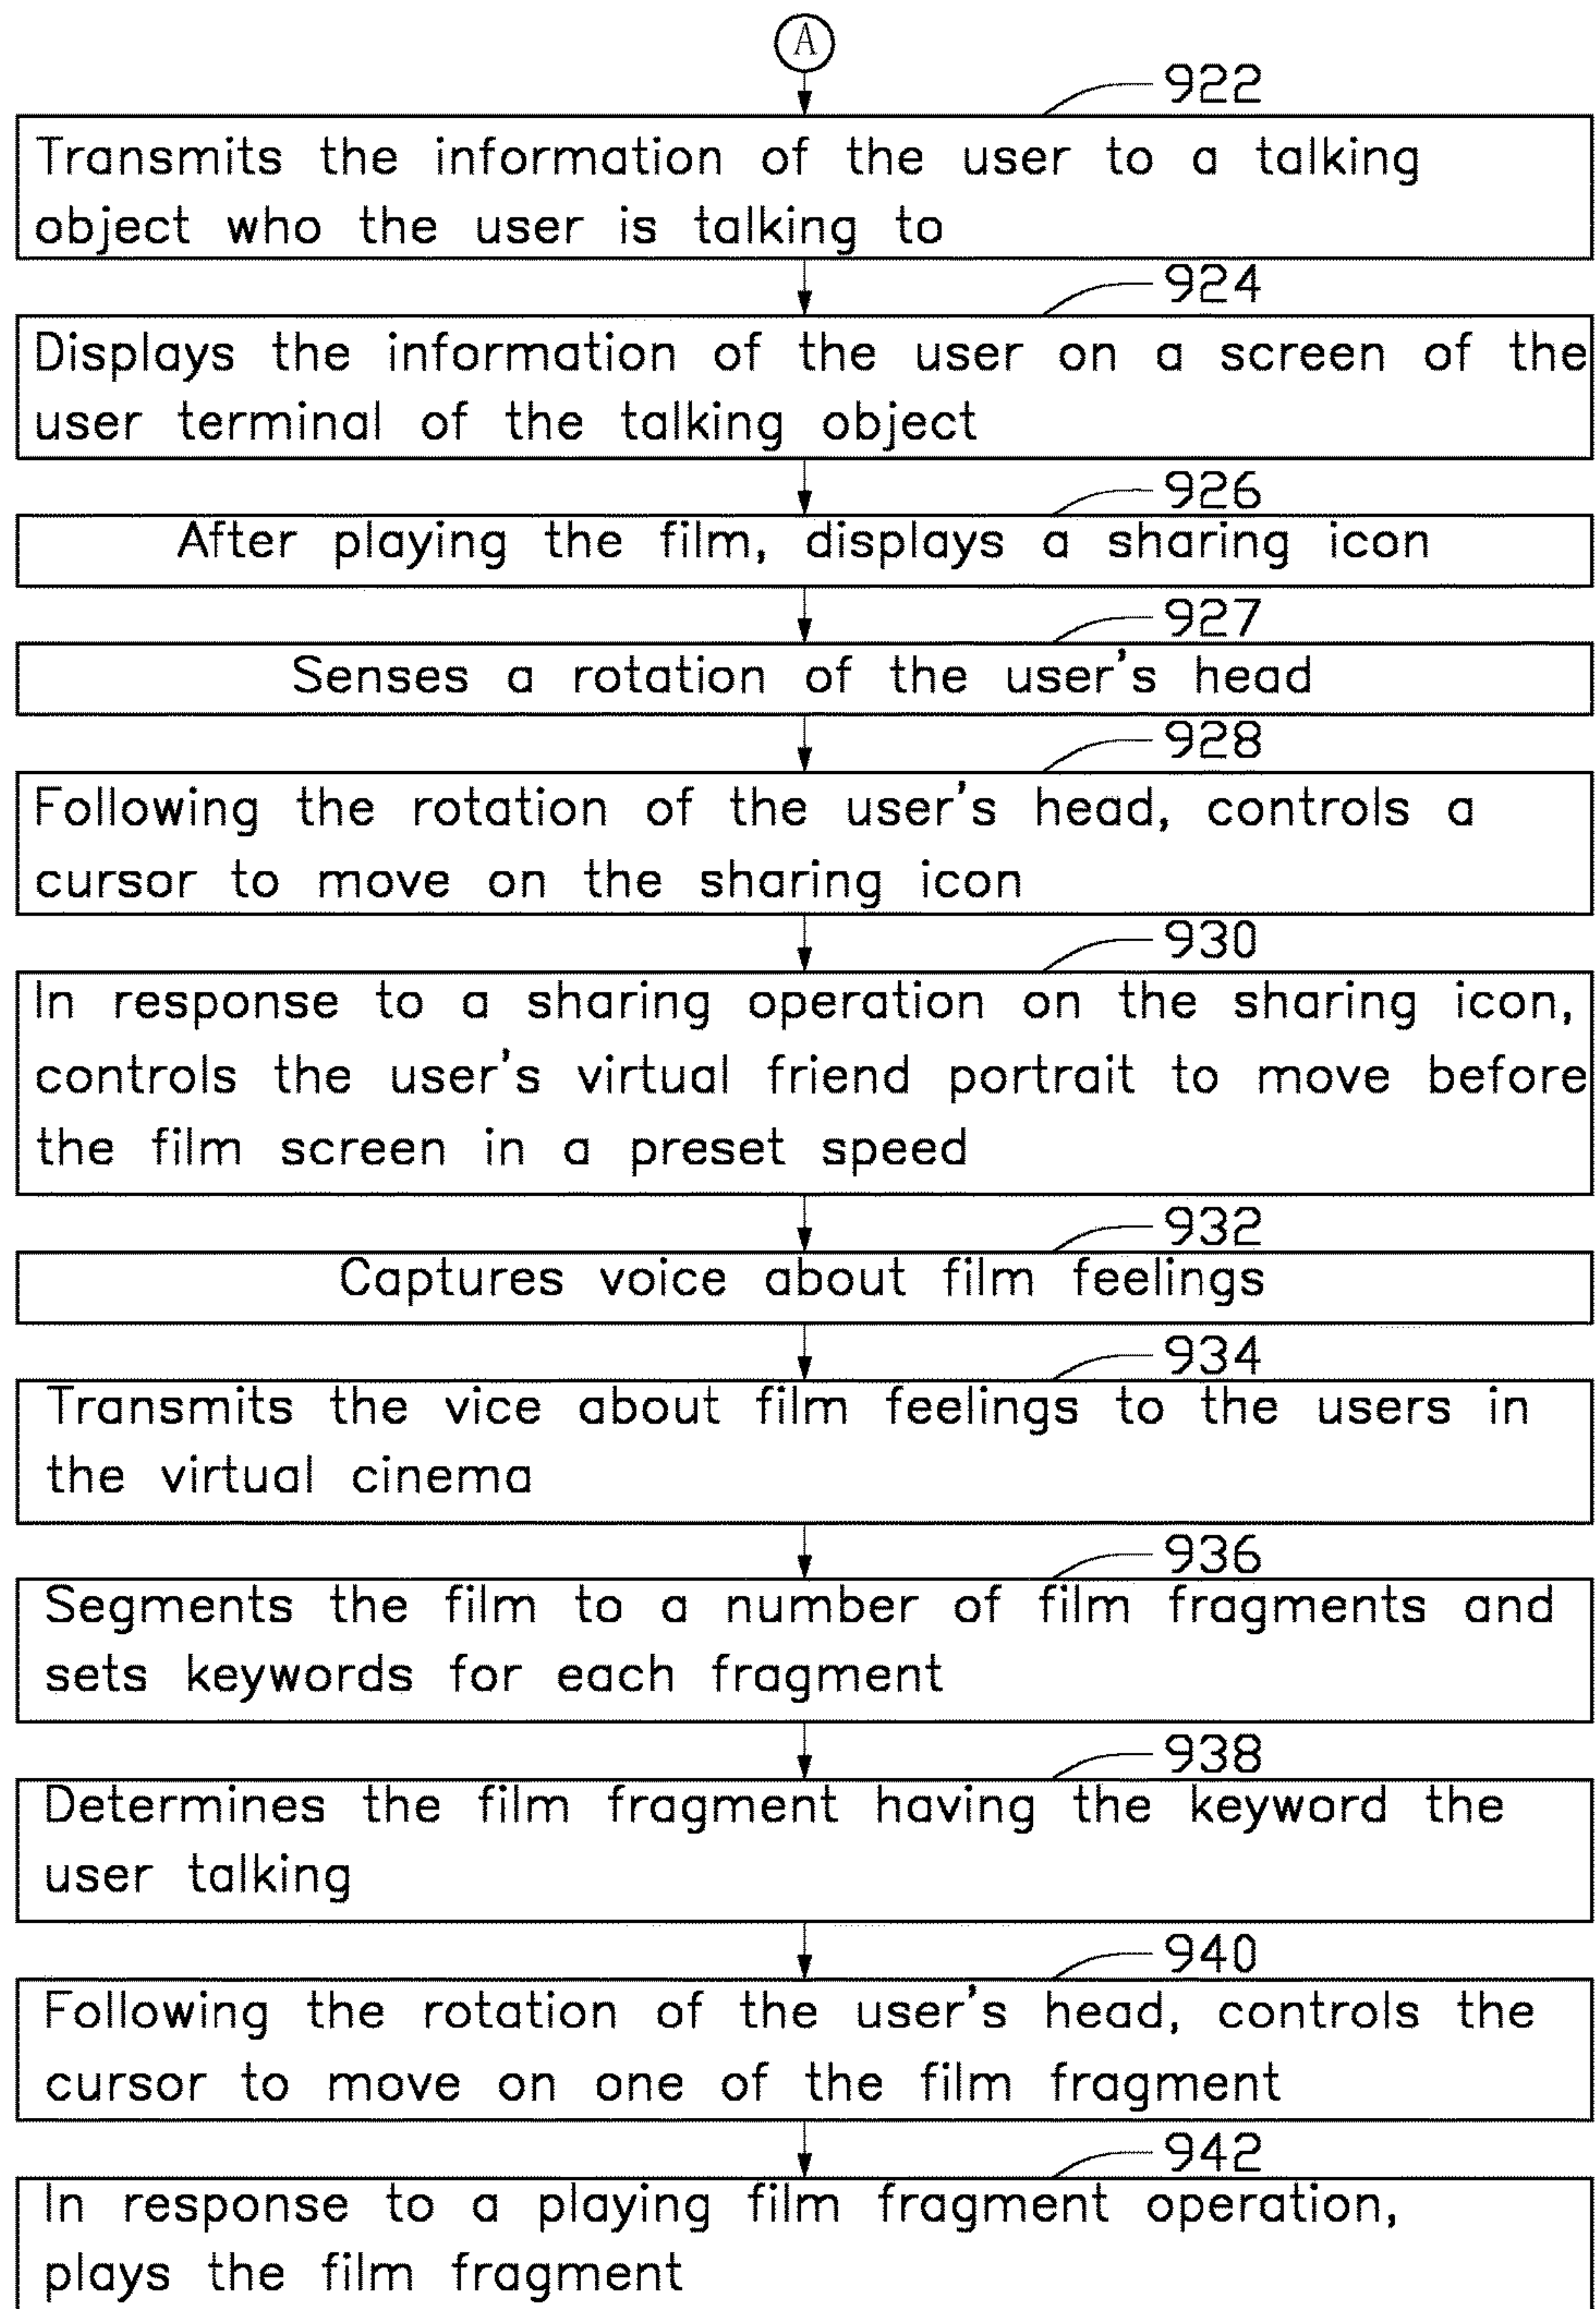 A
922
Transmits the information of the user to a talking
object who the user is talking to
924
Displays the information of the user on a screen of the
user terminal of the talking object
926
After playing the film, displays a sharing icon
927
Senses a rotation of the user's head
928
Following the rotation of the user's head, controls a
cursor to move on the sharing icon
930
In response to a sharing operation on the sharing icon,
controls the user's virtual friend portrait to move before
the film screen in a preset speed
932
Captures voice about film feelings
934
Transmits the vice about film feelings to the users in
the virtual cinema
936
Segments the film to a number of film fragments and
sets keywords for each fragment
938
Determines the film fragment having the keyword the
user talking
940
Following the rotation of the user's head, controls the
cursor to move on one of the film fragment
942
In response to a playing film fragment operation,
plays the film fragment